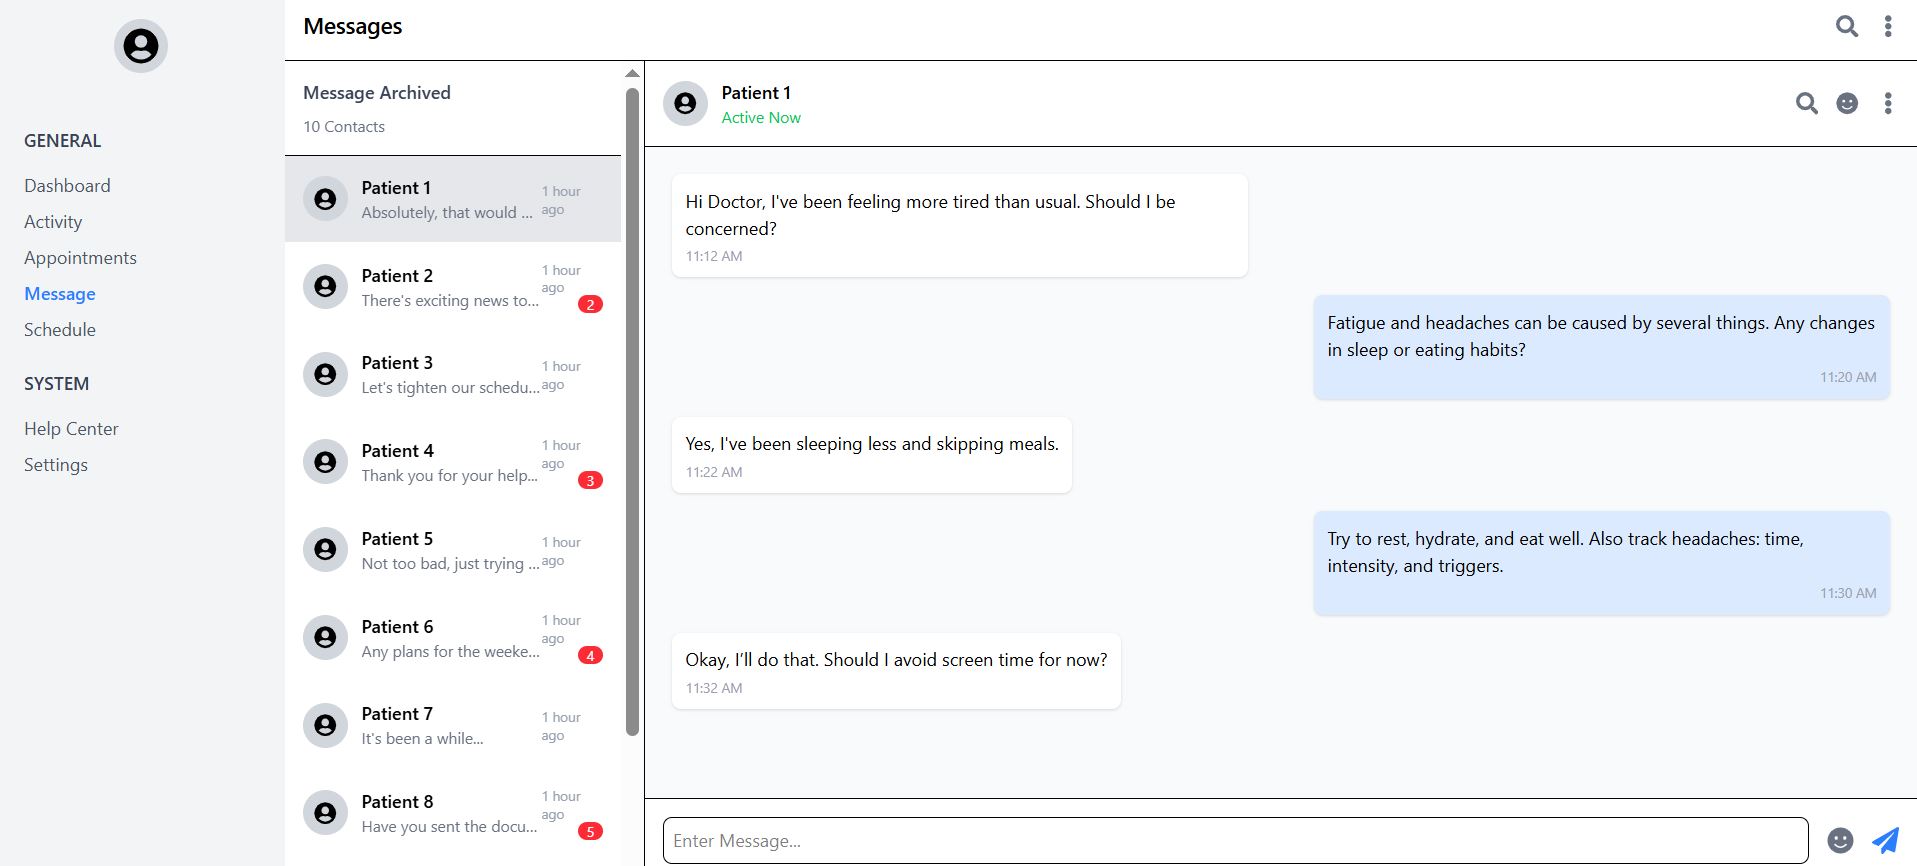 GENERAL
Dashboard
Activity
Appointments
Message
Schedule
SYSTEM
Help Center
Settings
Messages
Message Archived
10 Contacts
Patient 1
Absolutely, that would ...
1 hour
ago
Patient 2
There's exciting news to...
1 hour
ago
2
Patient 3
Let's tighten our schedu...
1 hour
ago
Patient 4
Thank you for your help...
1 hour
ago
3
Patient 5
Not too bad, just trying ...
1 hour
ago
Patient 6
Any plans for the weeke...
1 hour
ago
4
Patient 7
It's been a while...
1 hour
ago
Patient 8
Have you sent the docu...
1 hour
ago
5
Patient 1
Active Now
Hi Doctor, I've been feeling more tired than usual. Should I be
concerned?
11:12 AM
Fatigue and headaches can be caused by several things. Any changes
in sleep or eating habits?
11:20 AM
Yes, I've been sleeping less and skipping meals.
11:22 AM
Try to rest, hydrate, and eat well. Also track headaches: time,
intensity, and triggers.
11:30 AM
Okay, I’ll do that. Should I avoid screen time for now?
11:32 AM
Enter Message...